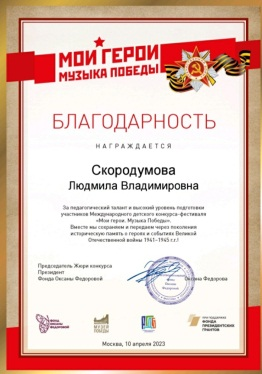 МОИ ГЕРОИ
МУЗЫКА ПОБЕДЫ
БЛАГОДАРНОСТЬ
НАГРАЖДАЕТСЯ
Скородумова
Людмила Владимировна
За педагогический талант и высокий уровень подготовки
участников Международного детского конкурса-фестиваля
«Мои герои. Музыка Победы».
Вместе мы сохраняем и передаем через поколения
историческую память о героях и событиях Великой
Отечественной войны 1941–1945 г.г.!
Председатель Жюри конкурса
Президент
Фонда Оксаны Федоровой
Оксана Федорова
ФОНД
ОКСАНЫ
ФЕДОРОВОЙ
МУЗЕЙ
ПОБЕДЫ
ФОНД
ПРЕЗИДЕНТСКИХ
ГРАНТОВ
Москва, 10 апреля 2023